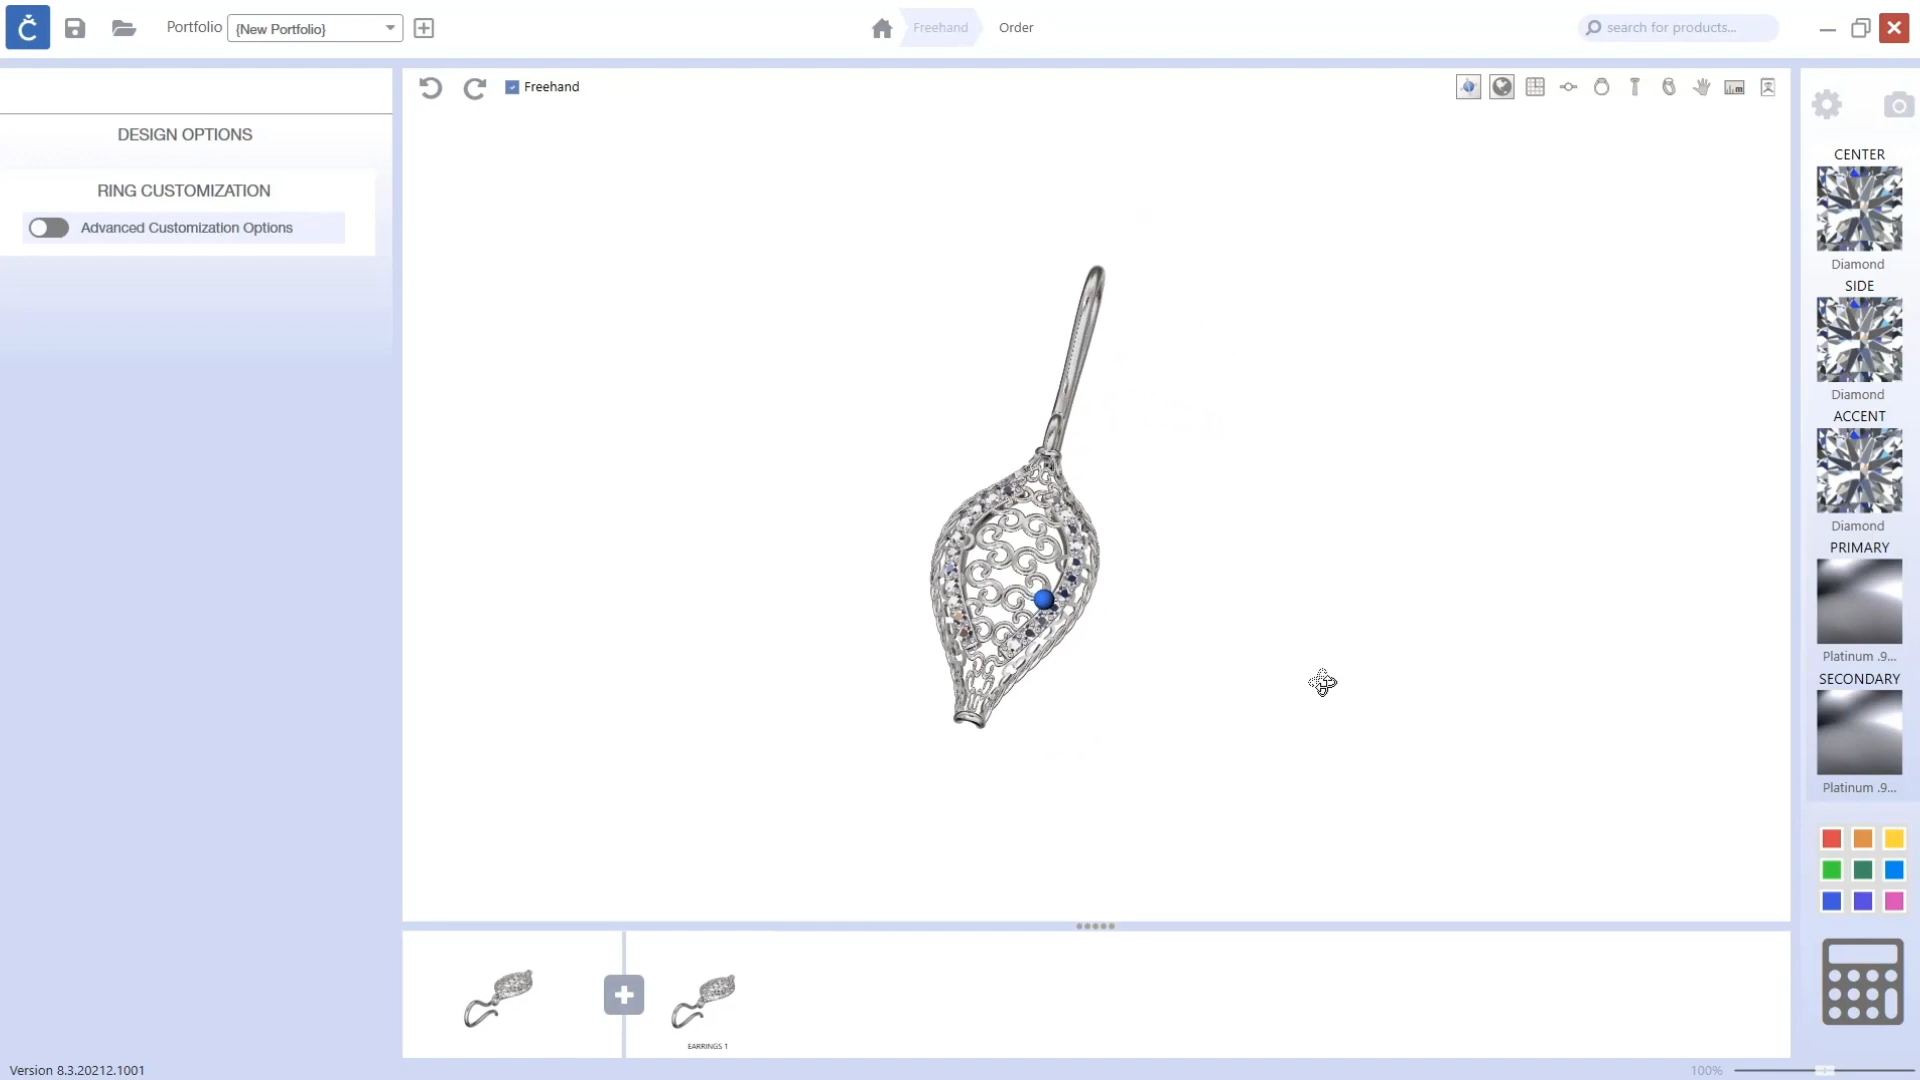 Č
Portfolio
{New Portfolio}
Freehand
Order
search for products...
DESIGN OPTIONS
RING CUSTOMIZATION
Advanced Customization Options
Freehand
CENTER
Diamond
SIDE
Diamond
ACCENT
Diamond
PRIMARY
Platinum .9...
SECONDARY
Platinum .9...
EARRINGS 1
Version 8.3.20212.1001
100%